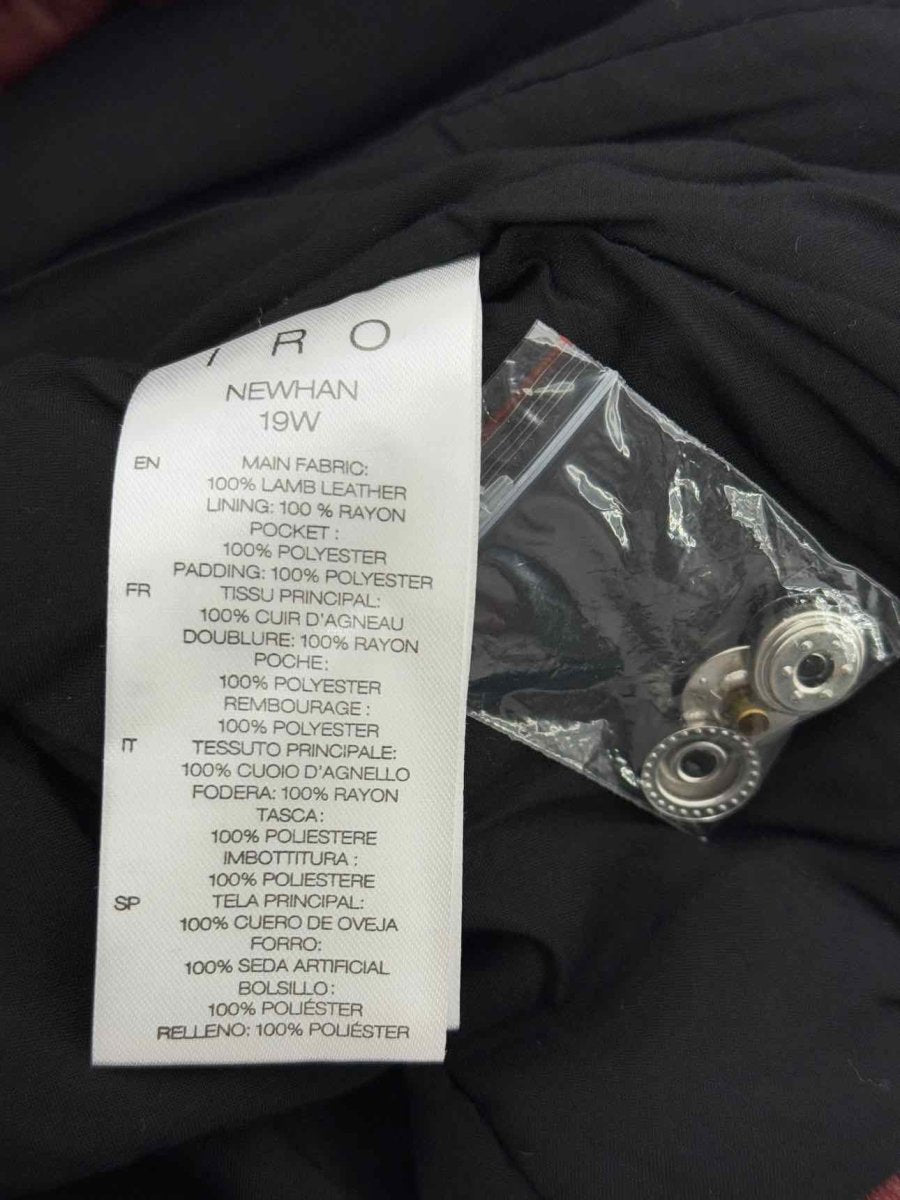 IRO
NEWHAN
19W
EN MAIN FABRIC:
100% LAMB LEATHER
LINING: 100 % RAYON
POCKET :
100% POLYESTER
PADDING: 100% POLYESTER
FR TISSU PRINCIPAL:
100% CUIR D'AGNEAU
DOUBLURE: 100% RAYON
POCHE:
100% POLYESTER
REMBOURAGE :
100% POLYESTER
IT TESSUTO PRINCIPALE:
100% CUOIO D'AGNELLO
FODERA: 100% RAYON
TASCA:
100% POLIESTERE
IMBOTTITURA :
100% POLIESTERE
SP TELA PRINCIPAL:
100% CUERO DE OVEJA
FORRO:
100% SEDA ARTIFICIAL
BOLSILLO:
100% POLIÉSTER
RELLENO: 100% POLIÉSTER